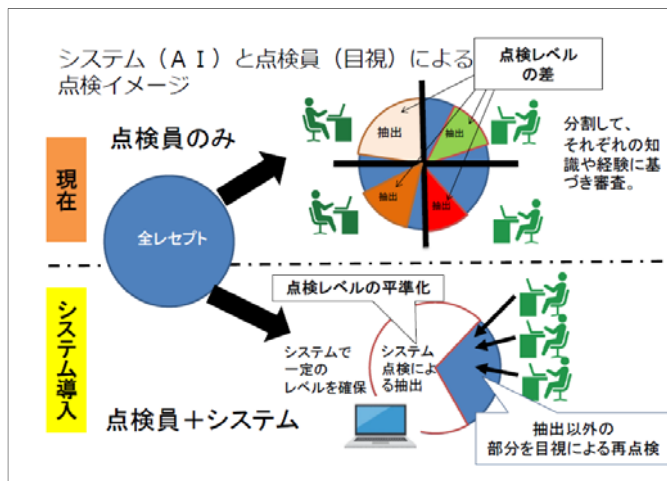 システム（ＡＩ）と点検員（目視）による
点検イメージ
点検レベル
の差
現在
点検員のみ
全レセプト
抽出
抽出
抽出
抽出
分割して、
それぞれの知
識や経験に基
づき審査。
システム導入
点検レベルの平準化
システムで
一定の
レベルを確保
システム
点検によ
る抽出
点検員＋システム
抽出以外の
部分を目視による再点検